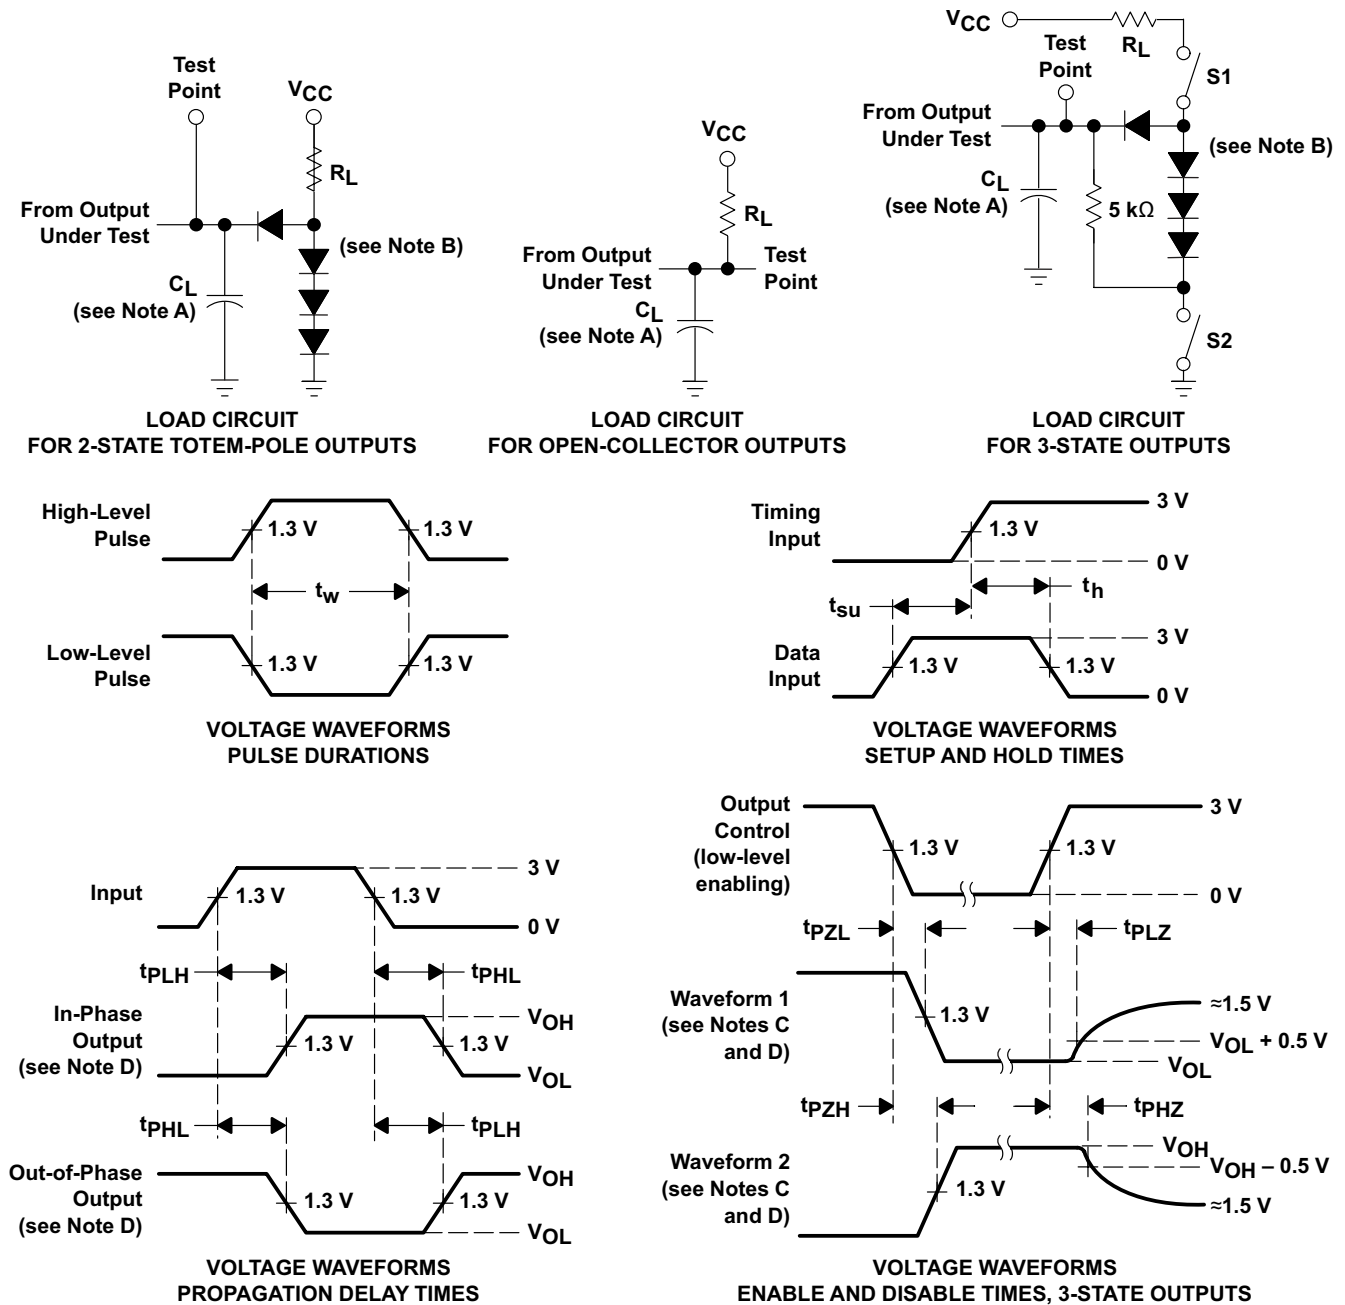 Test
Point
VCC
RL
From Output
Under Test
(see Note B)
CL
(see Note A)
LOAD CIRCUIT
FOR 2-STATE TOTEM-POLE OUTPUTS
VCC
RL
From Output
Under Test
Test
Point
CL
(see Note A)
LOAD CIRCUIT
FOR OPEN-COLLECTOR OUTPUTS
VCC
RL
Test
Point
S1
From Output
Under Test
(see Note B)
CL
(see Note A)
5 kΩ
S2
LOAD CIRCUIT
FOR 3-STATE OUTPUTS
High-Level
Pulse
1.3 V
1.3 V
tw
Low-Level
Pulse
1.3 V
1.3 V
VOLTAGE WAVEFORMS
PULSE DURATIONS
Timing
Input
1.3 V
3 V
0 V
tsu
th
Data
Input
1.3 V
1.3 V
3 V
0 V
VOLTAGE WAVEFORMS
SETUP AND HOLD TIMES
Input
1.3 V
1.3 V
3 V
0 V
tPLH
tPHL
In-Phase
Output
(see Note D)
1.3 V
1.3 V
VOH
VOL
tPHL
tPLH
Out-of-Phase
Output
(see Note D)
1.3 V
1.3 V
VOH
VOL
VOLTAGE WAVEFORMS
PROPAGATION DELAY TIMES
Output
Control
(low-level
enabling)
1.3 V
1.3 V
3 V
0 V
tPZL
tPLZ
Waveform 1
(see Notes C
and D)
1.3 V
≈1.5 V
VOL + 0.5 V
VOL
tPZH
tPHZ
Waveform 2
(see Notes C
and D)
1.3 V
VOH
VOH – 0.5 V
≈1.5 V
VOLTAGE WAVEFORMS
ENABLE AND DISABLE TIMES, 3-STATE OUTPUTS